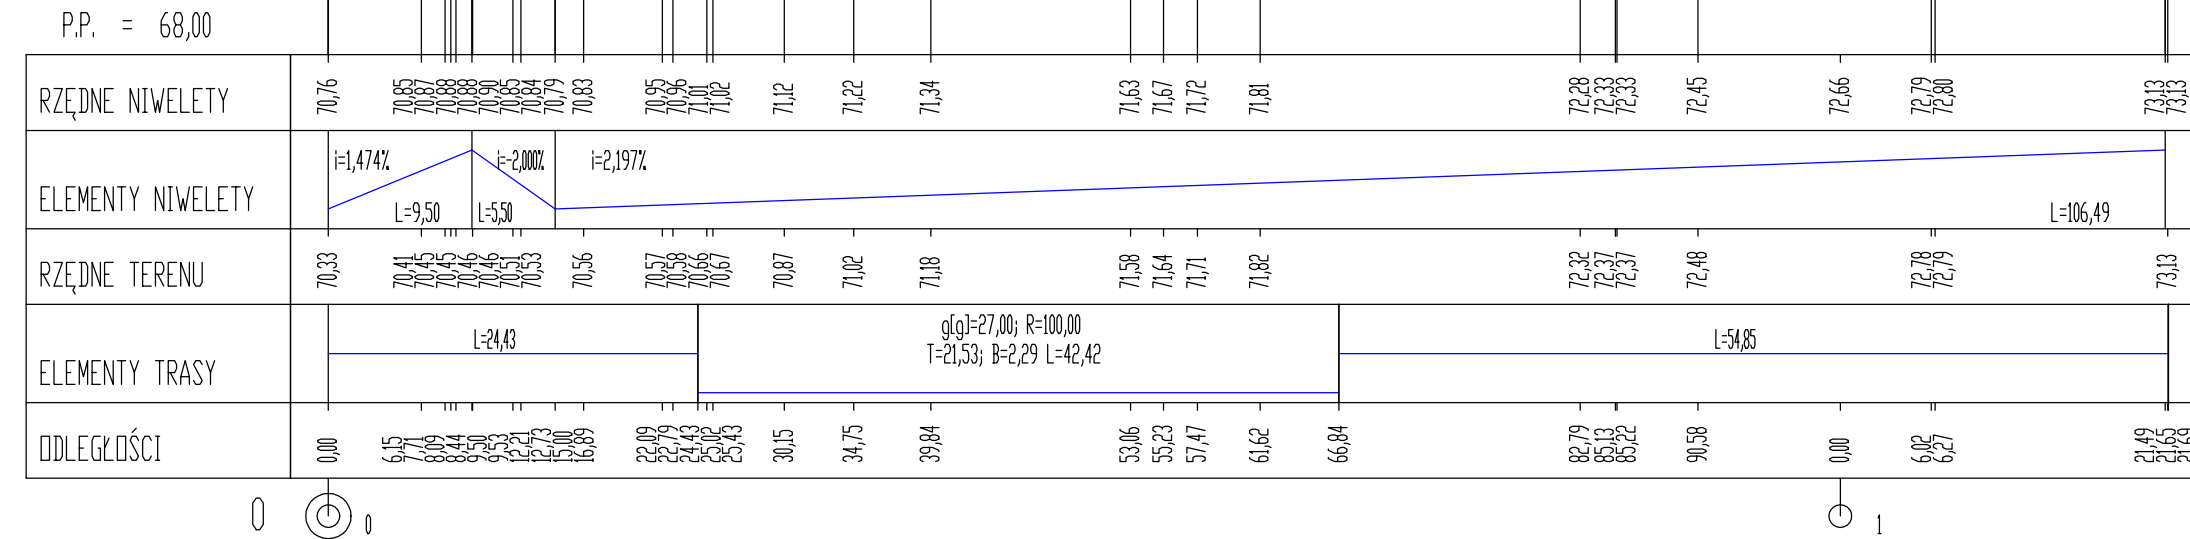 P.P. = 68,00
RZĘDNE NIWELETY 70,76 70,85 70,87 70,88 70,88 70,88 70,90 70,85 70,84 70,79 70,83 70,95 70,96 71,01 71,02 71,12 71,22 71,34 71,63 71,67 71,72 71,81 72,28 72,33 72,33 72,45 72,66 72,79 72,80 73,13 73,13
i=1,474% i=-2,000% i=2,197%
ELEMENTY NIWELETY L=9,50 L=5,50 L=106,49
RZĘDNE TERENU 70,33 70,41 70,45 70,45 70,46 70,46 70,46 70,51 70,53 70,56 70,57 70,58 70,66 70,67 70,87 71,02 71,18 71,58 71,64 71,71 71,82 72,32 72,37 72,37 72,48 72,78 72,79 73,13
g[g]=27,00; R=100,00
L=24,43 T=21,53; B=2,29 L=42,42 L=54,85
ELEMENTY TRASY
ODLEGŁOŚCI 0,00 6,15 7,71 8,09 8,44 9,50 9,53 12,21 12,73 15,00 16,89 22,09 22,79 24,43 25,02 25,43 30,15 34,75 39,84 53,06 55,23 57,47 61,62 66,84 82,79 85,13 85,22 90,58 0,00 6,02 6,27 21,49 21,65 21,69
0 0 1